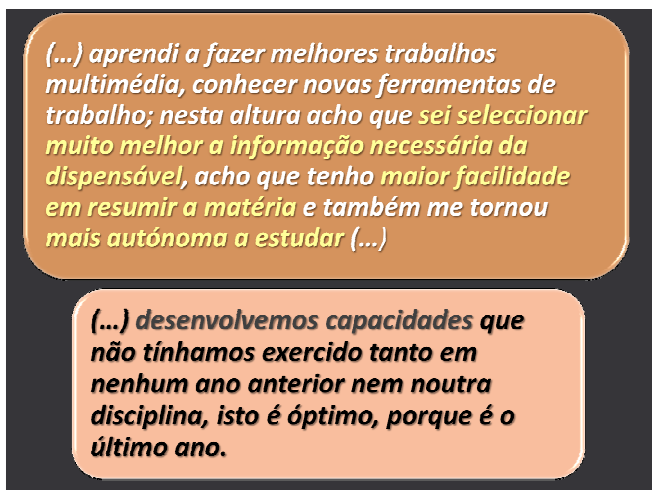 (...) aprendi a fazer melhores trabalhos
multimédia, conhecer novas ferramentas de
trabalho; nesta altura acho que sei seleccionar
muito melhor a informação necessária da
dispensável, acho que tenho maior facilidade
em resumir a matéria e também me tornou
mais autónoma a estudar (...)
(...) desenvolvemos capacidades que
não tínhamos exercido tanto em
nenhum ano anterior nem noutra
disciplina, isto é óptimo, porque é o
último ano.